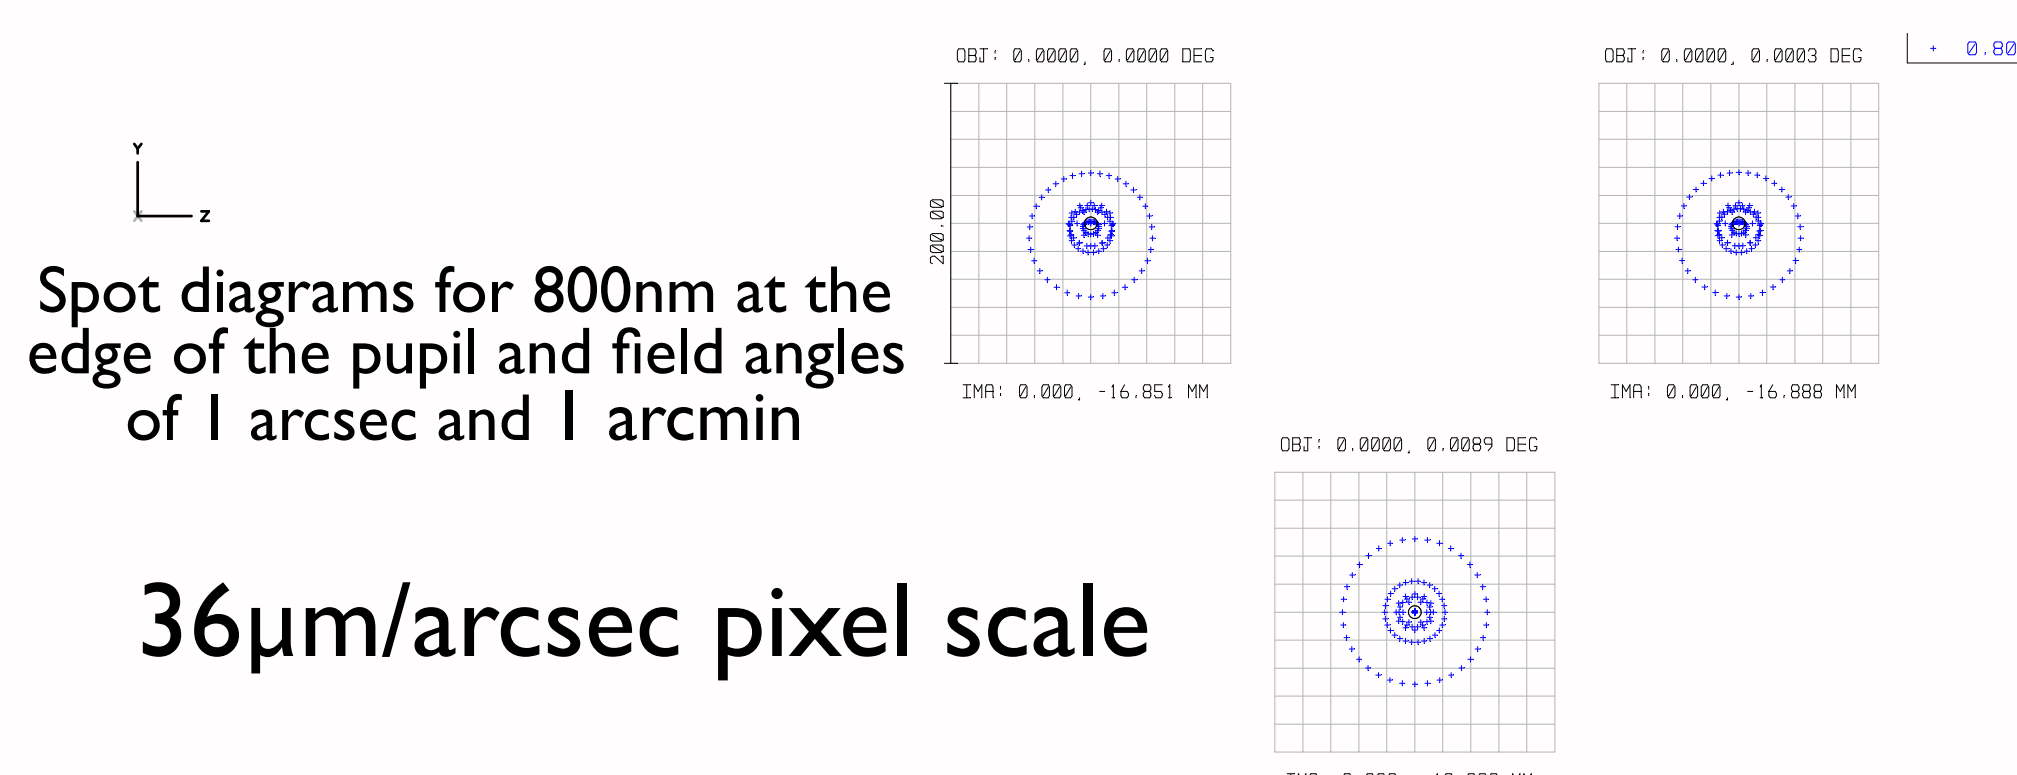 OBJ: 0.0000, 0.0000 DEG
OBJ: 0.0000, 0.0003 DEG
+ 0.80
Y
X
Z
200.00
Spot diagrams for 800nm at the
edge of the pupil and field angles
of 1 arcsec and 1 arcmin
IMA: 0.000, -16.851 MM
IMA: 0.000, -16.888 MM
OBJ: 0.0000, 0.0089 DEG
36µm/arcsec pixel scale